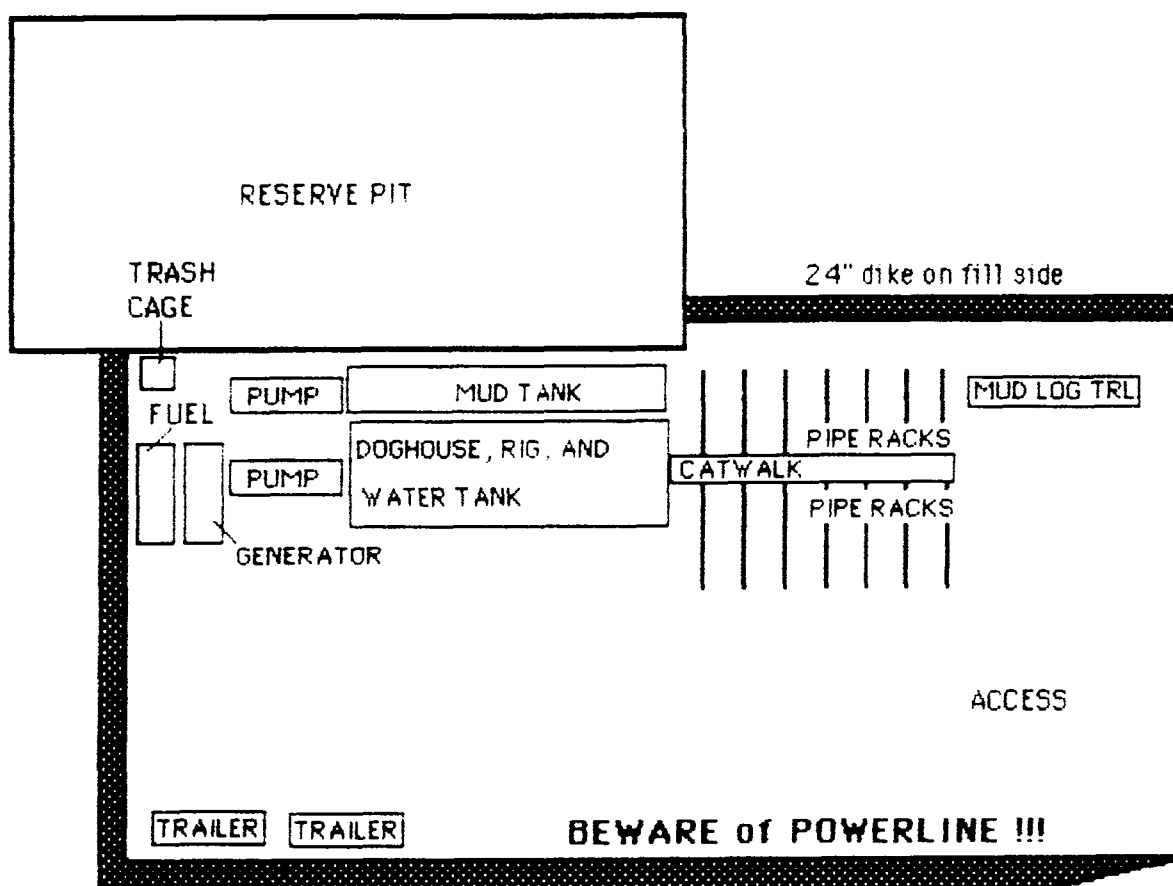 RESERVE PIT
24" dike on fill side
TRASH
CAGE
PUMP
MUD TANK
MUD LOG TRL
FUEL
PIPE RACKS
DOGHOUSE, RIG, AND
WATER TANK
PUMP
CATWALK
PIPE RACKS
GENERATOR
ACCESS
TRAILER
TRAILER
BEWARE of POWERLINE !!!